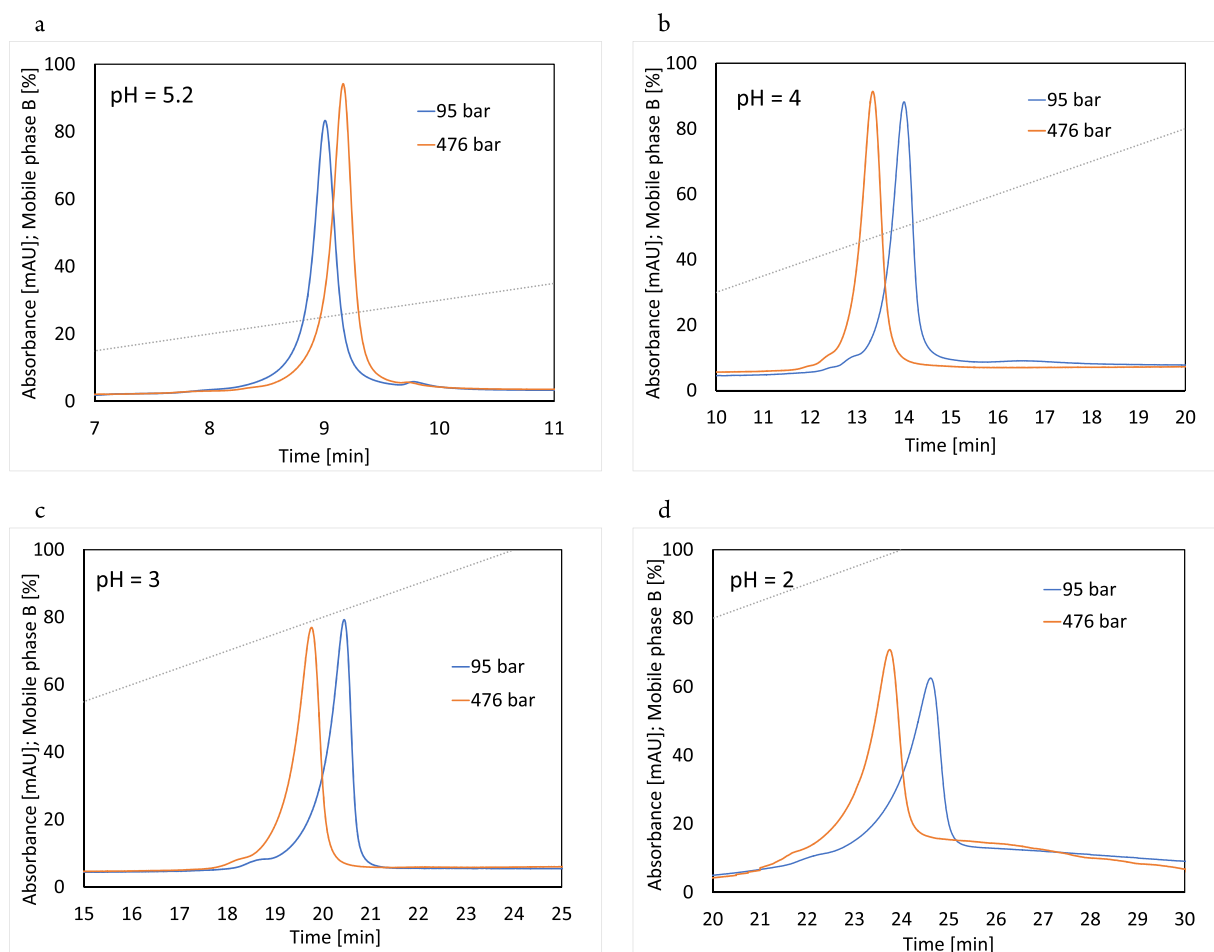 a
Absorbance [mAU]; Mobile phase B [%]
100
80
60
40
20
0
pH = 5.2
95 bar
476 bar
7 8 9 10 11
Time [min]
b
Absorbance [mAU]; Mobile phase B [%]
100
80
60
40
20
0
pH = 4
95 bar
476 bar
10 11 12 13 14 15 16 17 18 19 20
Time [min]
c
Absorbance [mAU]; Mobile phase B [%]
100
80
60
40
20
0
pH = 3
95 bar
476 bar
15 16 17 18 19 20 21 22 23 24 25
Time [min]
d
Absorbance [mAU]; Mobile phase B [%]
100
80
60
40
20
0
pH = 2
95 bar
476 bar
20 21 22 23 24 25 26 27 28 29 30
Time [min]